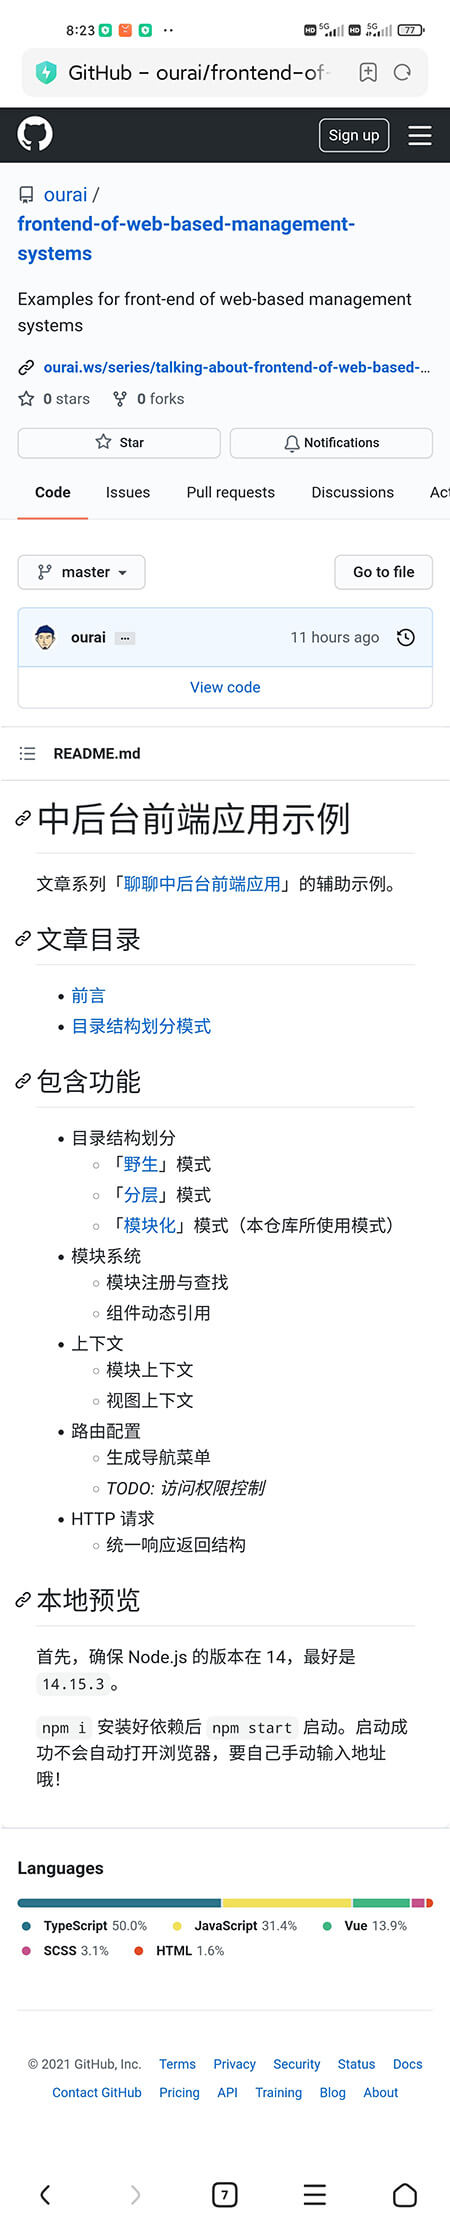 8:23
HD 5G HD 5G 77
GitHub - ourai/frontend-of-
Sign up
ourai /
frontend-of-web-based-management-
systems
Examples for front-end of web-based management
systems
ourai.ws/series/talking-about-frontend-of-web-based-...
0 stars 0 forks
Star Notifications
Code Issues Pull requests Discussions Act
master Go to file
ourai ... 11 hours ago
View code
README.md
中后台前端应用示例
文章系列「聊聊中后台前端应用」的辅助示例。
文章目录
前言
目录结构划分模式
包含功能
目录结构划分
「野生」模式
「分层」模式
「模块化」模式（本仓库所使用模式）
模块系统
模块注册与查找
组件动态引用
上下文
模块上下文
视图上下文
路由配置
生成导航菜单
TODO: 访问权限控制
HTTP 请求
统一响应返回结构
本地预览
首先，确保 Node.js 的版本在 14，最好是
14.15.3。
npm i 安装好依赖后 npm start 启动。启动成
功不会自动打开浏览器，要自己手动输入地址
哦！
Languages
TypeScript 50.0% JavaScript 31.4% Vue 13.9%
SCSS 3.1% HTML 1.6%
© 2021 GitHub, Inc. Terms Privacy Security Status Docs
Contact GitHub Pricing API Training Blog About
7